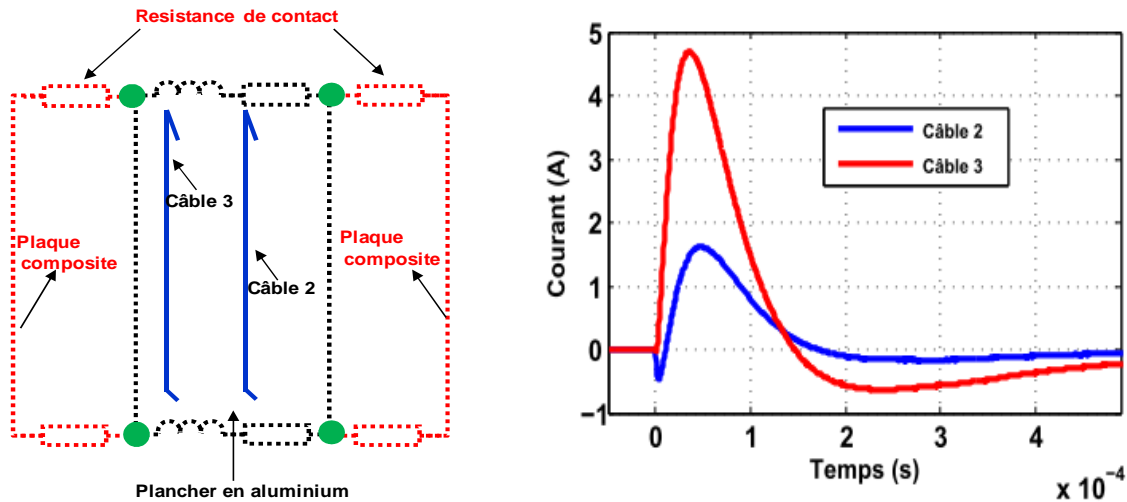 Resistance de contact
Câble 3
Plaque
composite
Plaque
composite
Câble 2
Plancher en aluminium
5
4
3
2
1
0
−1
Courant (A)
Câble 2
Câble 3
0
1
2
3
4
Temps (s)
x 10⁻⁴